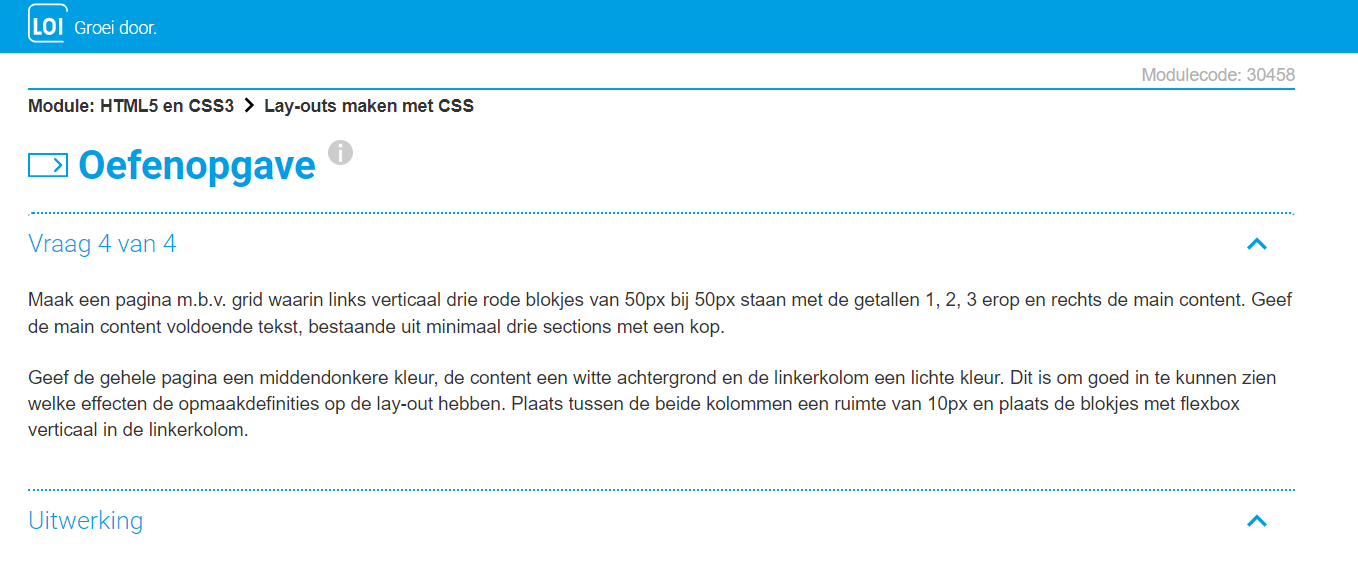 LOI Groei door.
Modulecode: 30458
Module: HTML5 en CSS3 > Lay-outs maken met CSS
Oefenopgave i
Vraag 4 van 4
Maak een pagina m.b.v. grid waarin links verticaal drie rode blokjes van 50px bij 50px staan met de getallen 1, 2, 3 erop en rechts de main content. Geef
de main content voldoende tekst, bestaande uit minimaal drie sections met een kop.
Geef de gehele pagina een middendonkere kleur, de content een witte achtergrond en de linkerkolom een lichte kleur. Dit is om goed in te kunnen zien
welke effecten de opmaakdefinities op de lay-out hebben. Plaats tussen de beide kolommen een ruimte van 10px en plaats de blokjes met flexbox
verticaal in de linkerkolom.
Uitwerking